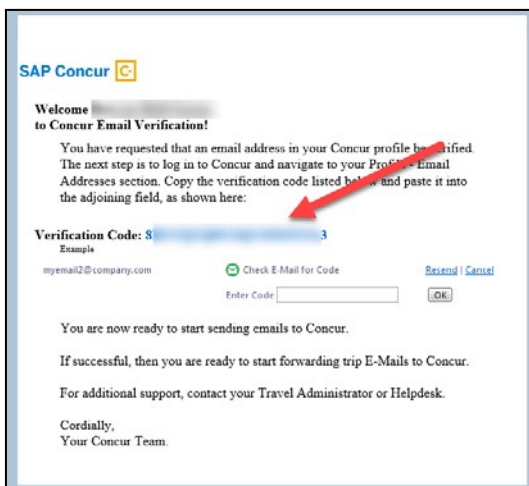 SAP Concur
Welcome
to Concur Email Verification!
You have requested that an email address in your Concur profile be verified.
The next step is to log in to Concur and navigate to your Profile - Email
Addresses section. Copy the verification code listed below and paste it into
the adjoining field, as shown here:
Verification Code: 8 3
Example
myemail2@company.com Check E-Mail for Code Resend | Cancel
Enter Code OK
You are now ready to start sending emails to Concur.
If successful, then you are ready to start forwarding trip E-Mails to Concur.
For additional support, contact your Travel Administrator or Helpdesk.
Cordially,
Your Concur Team.